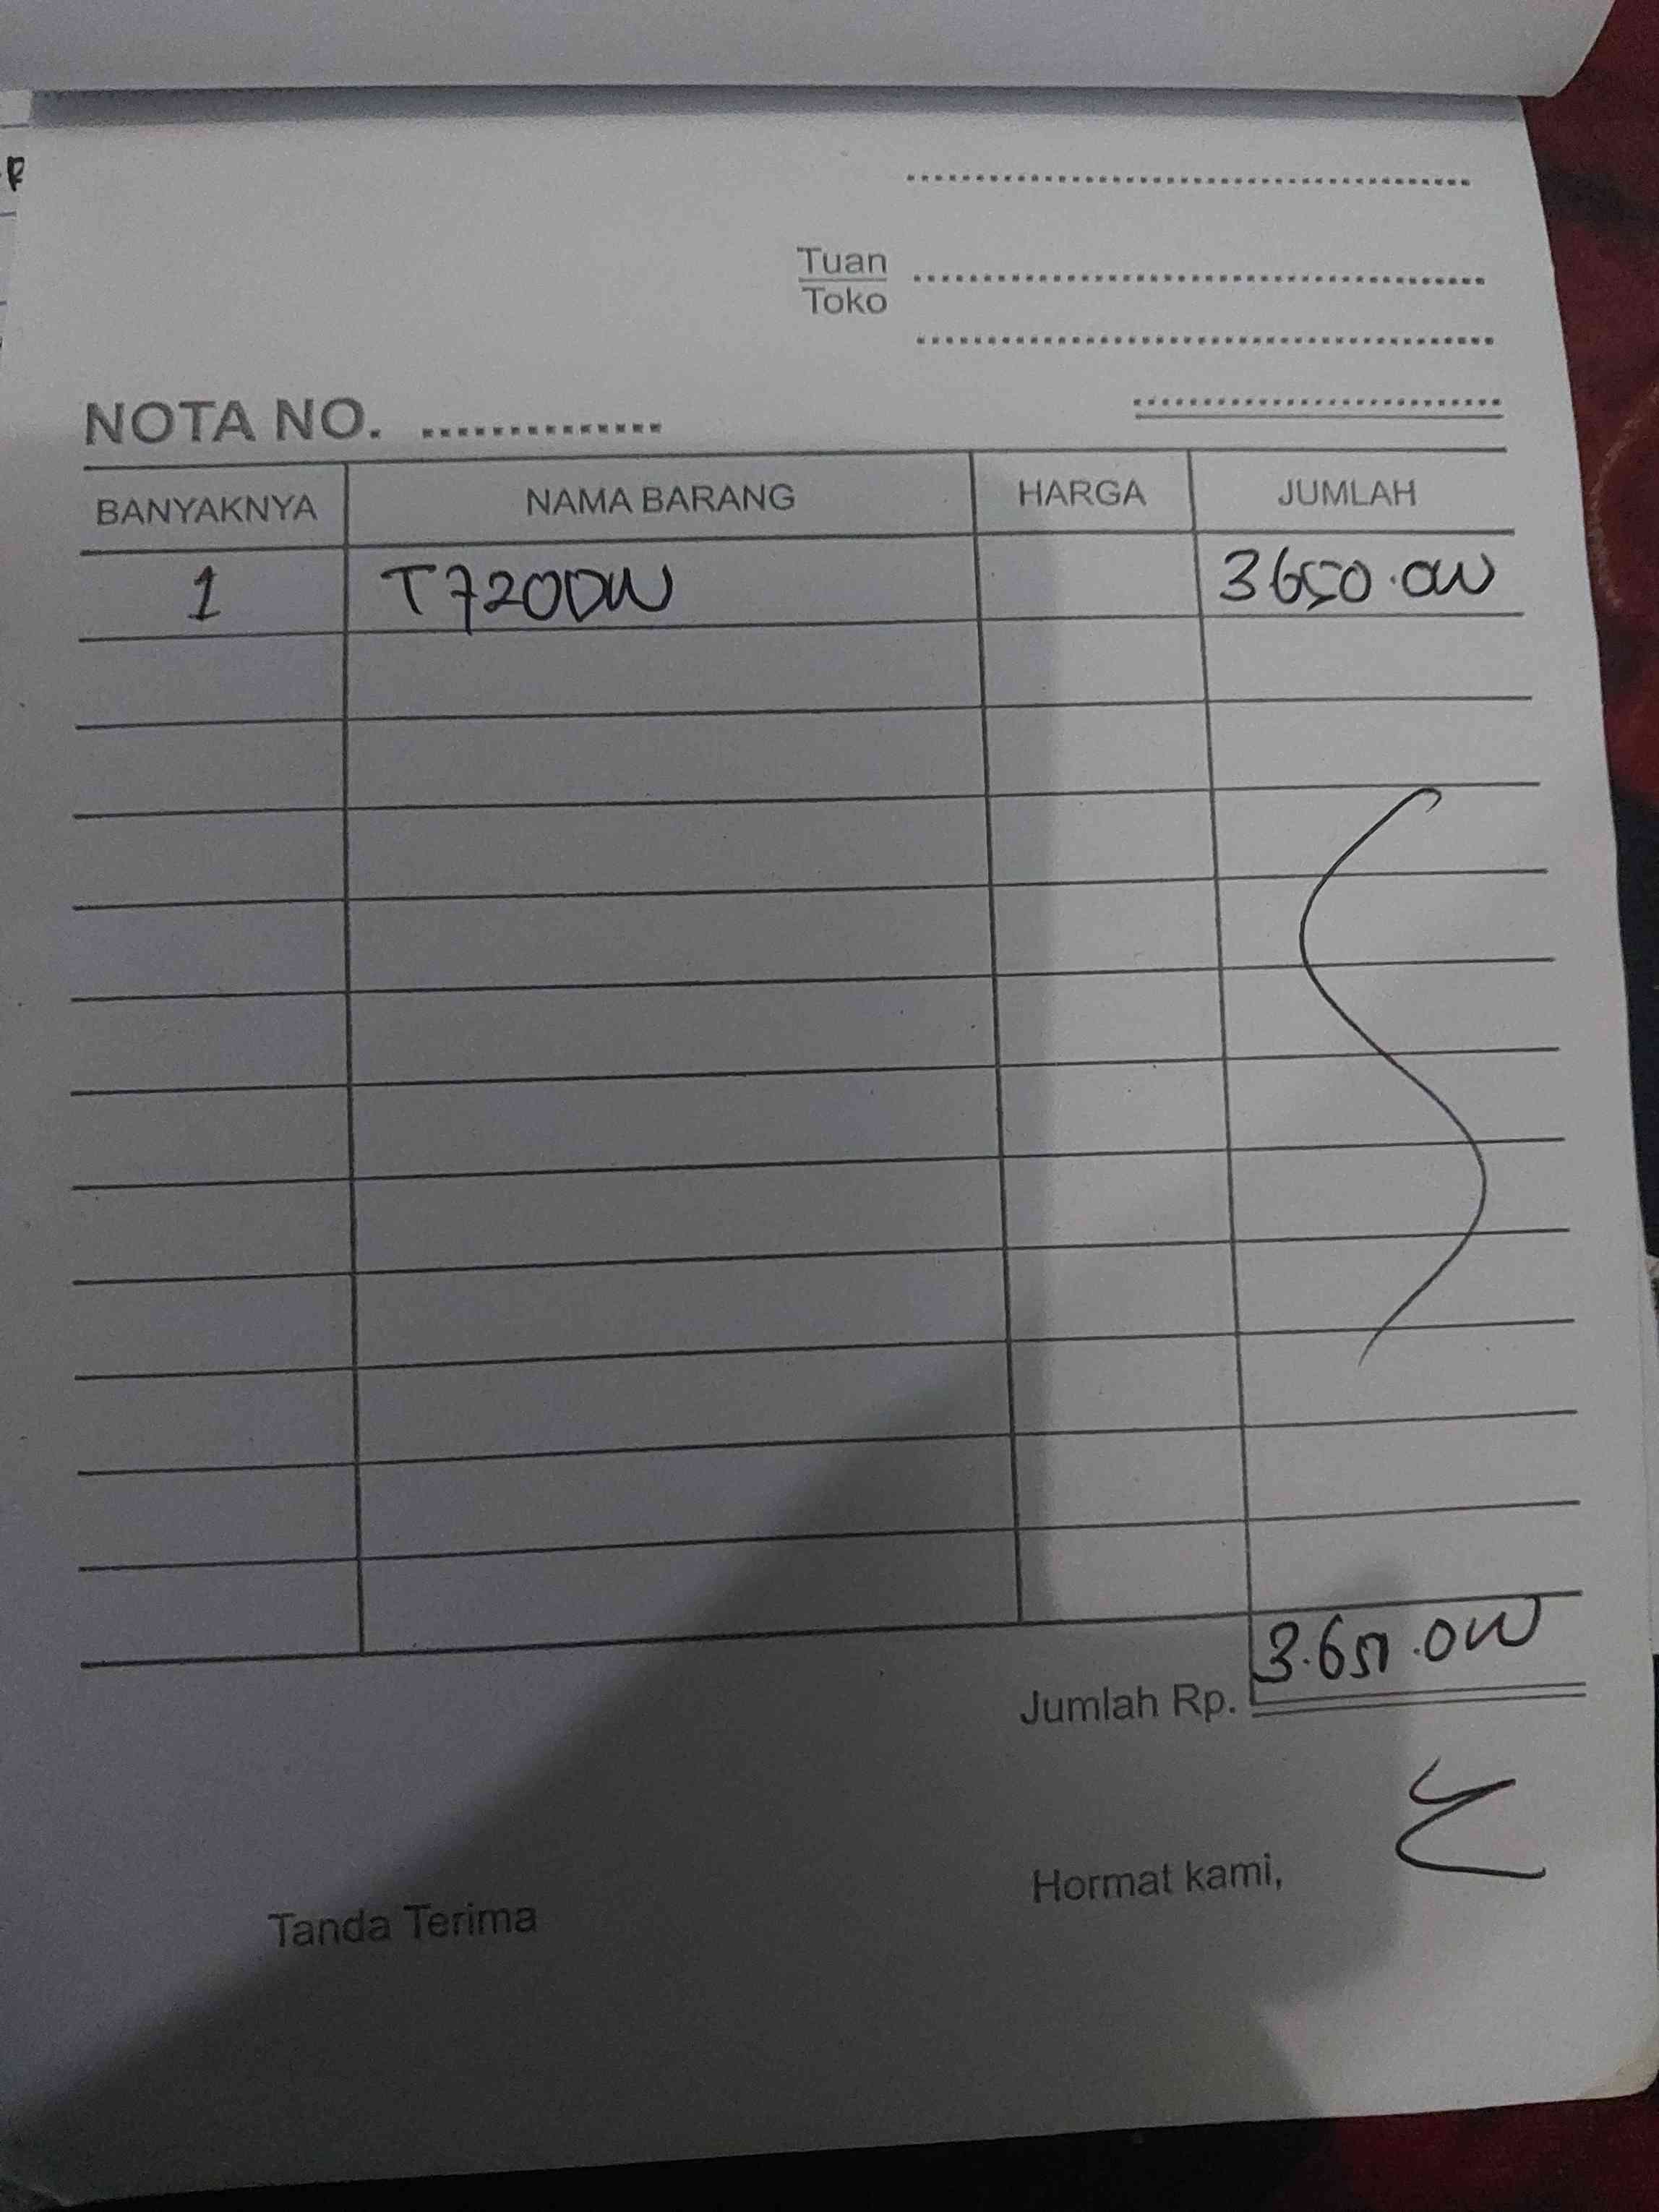 R
Tuan
Toko
NOTA NO. ..............
BANYAKNYA NAMA BARANG HARGA JUMLAH
1 T720DW 3650.000
Jumlah Rp. 3.650.000
Hormat kami,
Tanda Terima